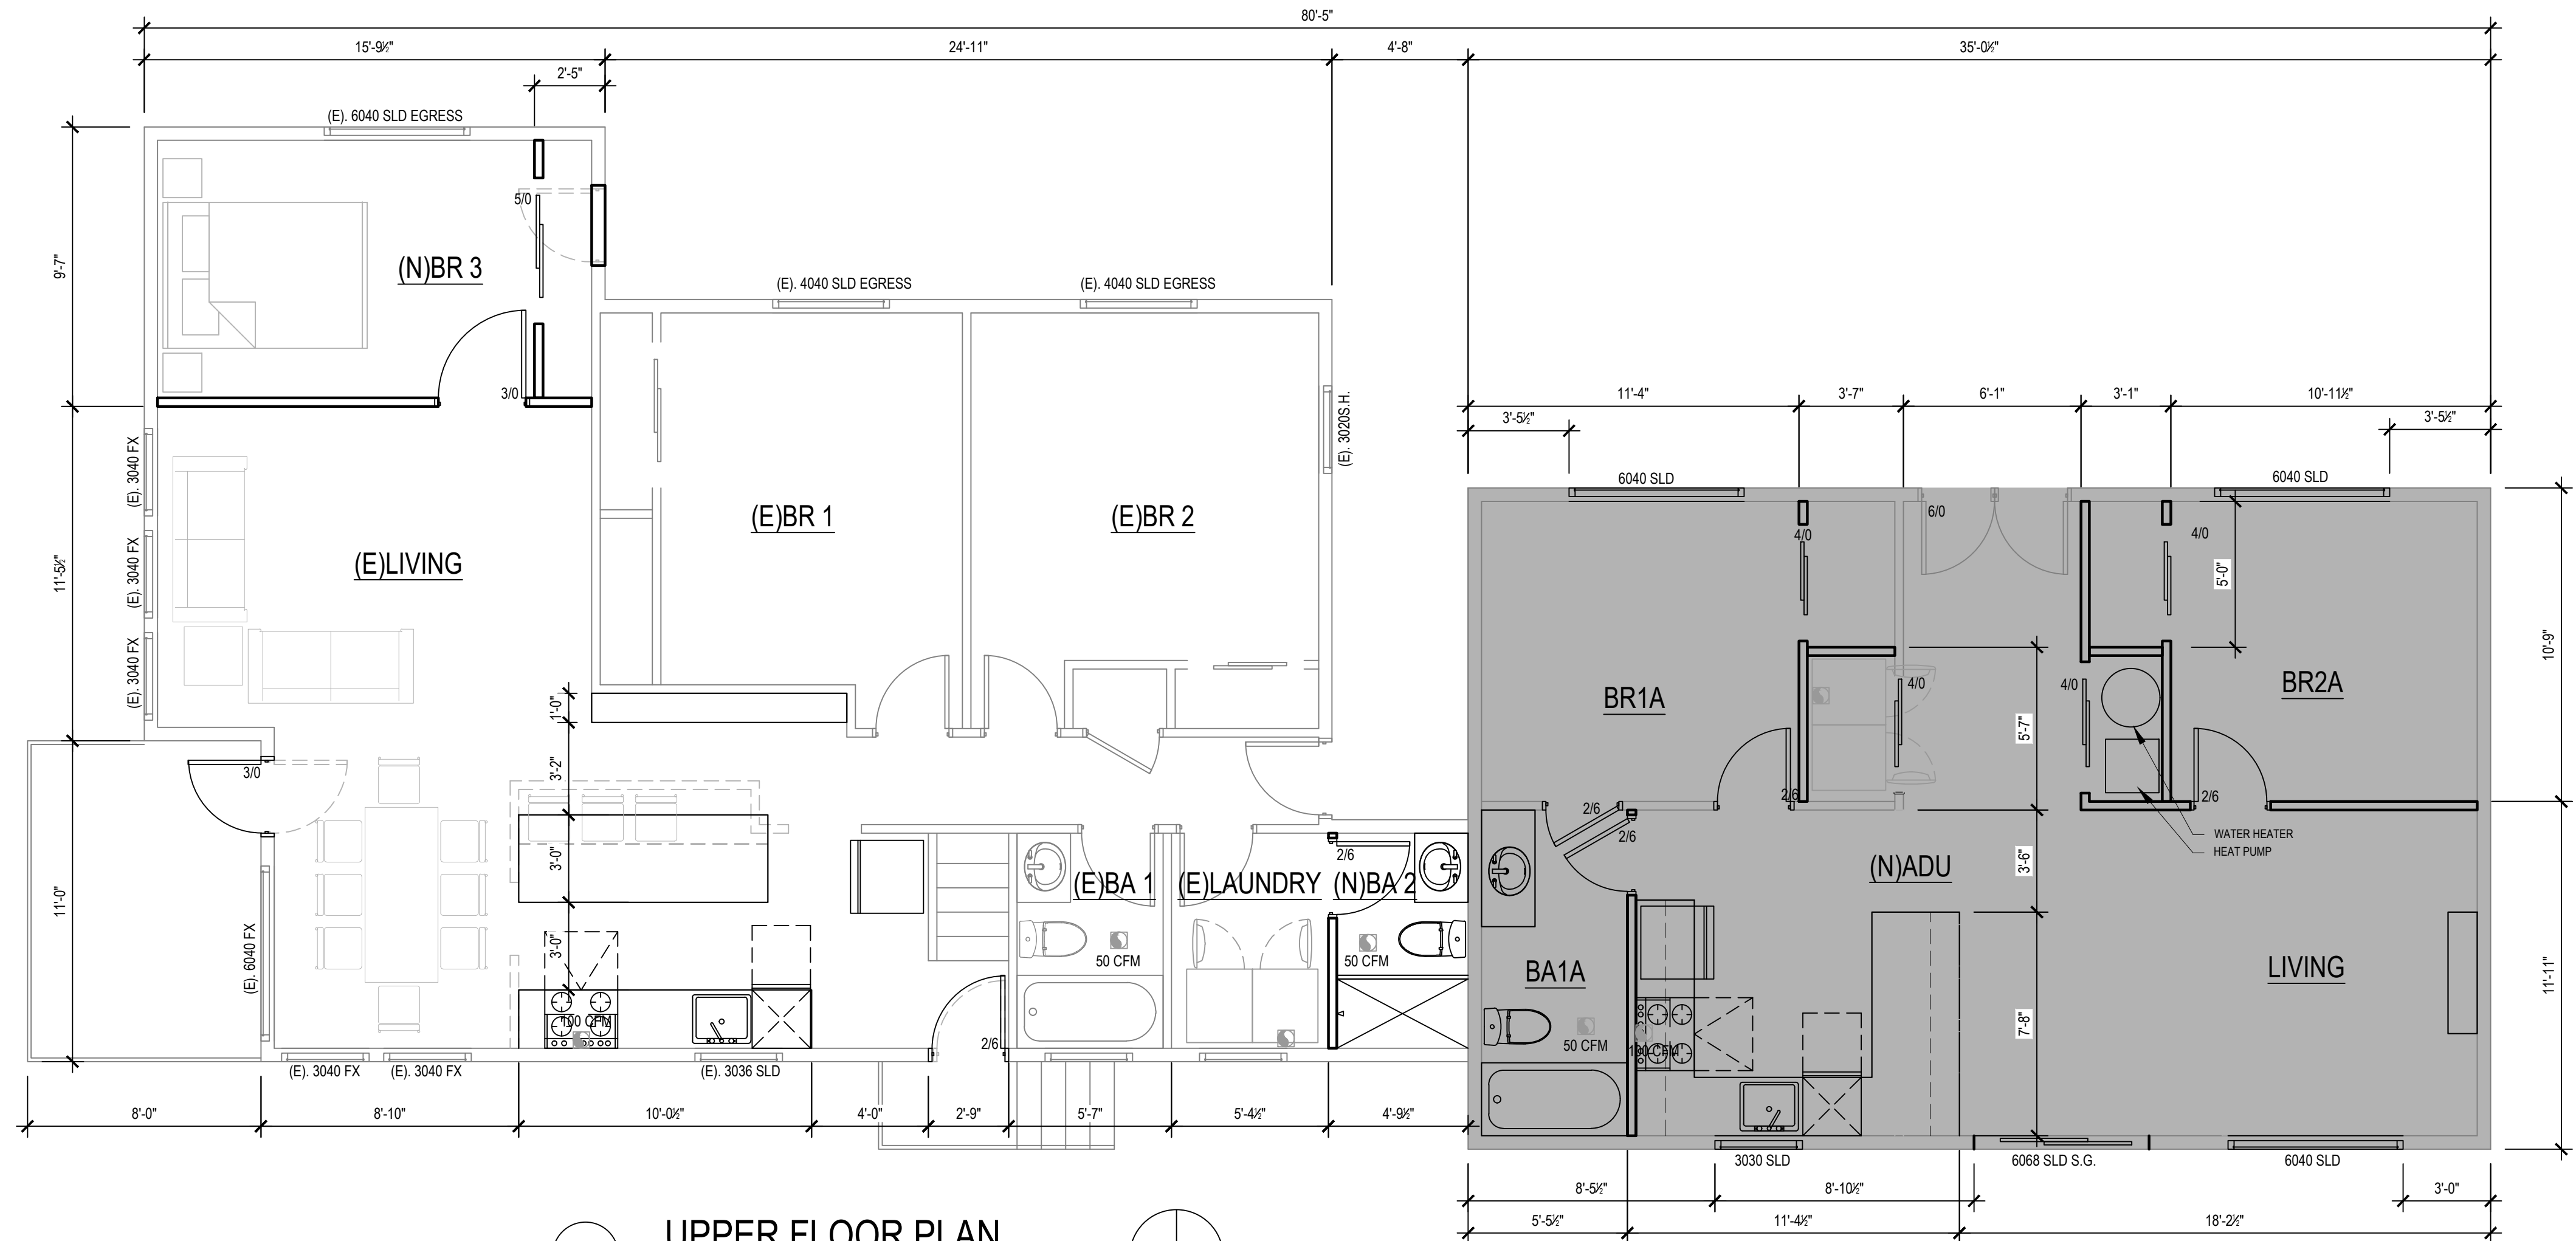 80'-5"
15'-9½" 24'-11" 4'-8" 35'-0½"
2'-5"
(E). 6040 SLD EGRESS
5/0
(N)BR 3
9'-7"
(E). 4040 SLD EGRESS (E). 4040 SLD EGRESS
3/0
(E). 3020S.H.
11'-4" 3'-7" 6'-1" 3'-1" 10'-11½"
3'-5½" 3'-5½"
(E). 3040 FX
(E). 3040 FX
(E). 3040 FX
11'-5½"
6040 SLD 6040 SLD
(E)BR 1 (E)BR 2
6/0
4/0 4/0
(E)LIVING
5'-0"
10'-9"
4/0 4/0
BR1A BR2A
1'-0"
5'-7"
3'-2"
3/0
2/6 2/6
2/6
2/6
WATER HEATER
HEAT PUMP
2/6
3'-0"
3'-6"
(E)BA 1 (E)LAUNDRY (N)BA 2 (N)ADU
11'-0"
(E). 6040 FX
3'-0"
50 CFM 50 CFM
BA1A LIVING
11'-11"
100 CFM
7'-8"
2/6
50 CFM 100 CFM
(E). 3040 FX (E). 3040 FX (E). 3036 SLD
8'-0" 8'-10" 10'-0½" 4'-0" 2'-9" 5'-7" 5'-4½" 4'-9½"
3030 SLD 6068 SLD S.G. 6040 SLD
8'-5½" 8'-10½" 3'-0"
5'-5½" 11'-4½" 18'-2½"
UPPER FLOOR PLAN